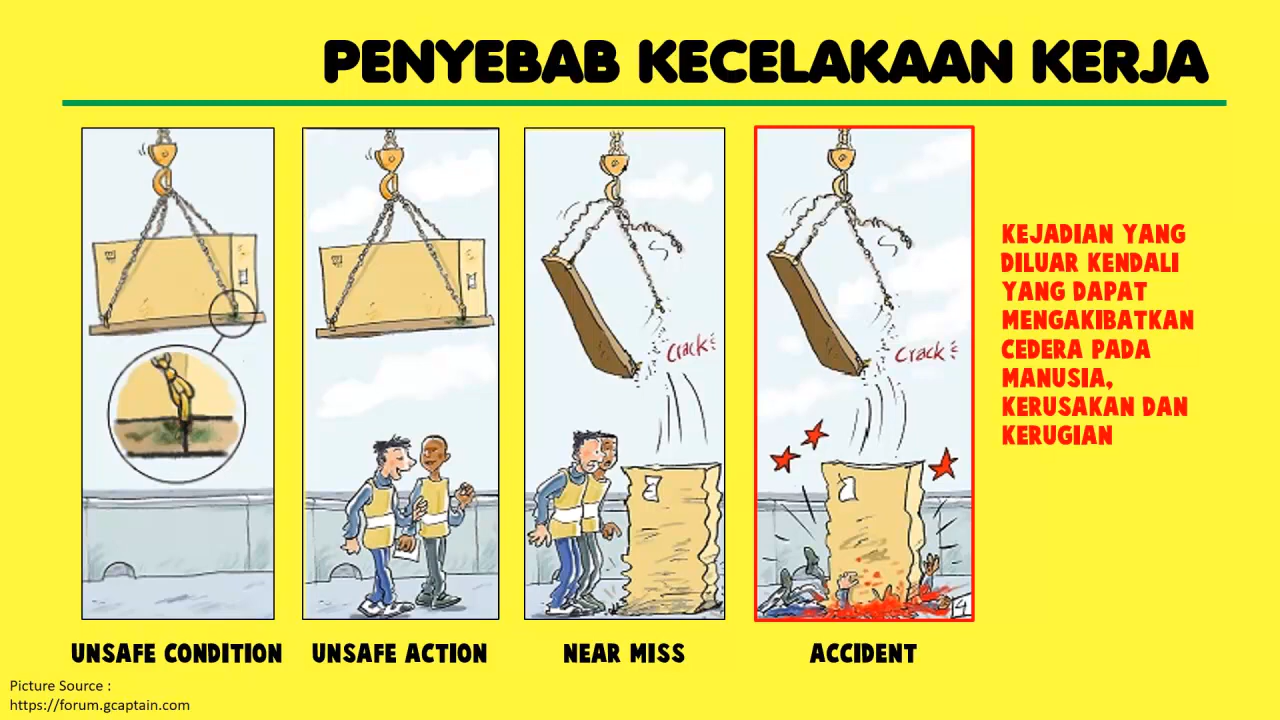 PENYEBAB KECELAKAAN KERJA
Crack
Crack
KEJADIAN YANG
DILUAR KENDALI
YANG DAPAT
MENGAKIBATKAN
CEDERA PADA
MANUSIA,
KERUSAKAN DAN
KERUGIAN
UNSAFE CONDITION
UNSAFE ACTION
NEAR MISS
ACCIDENT
Picture Source :
https://forum.gcaptain.com